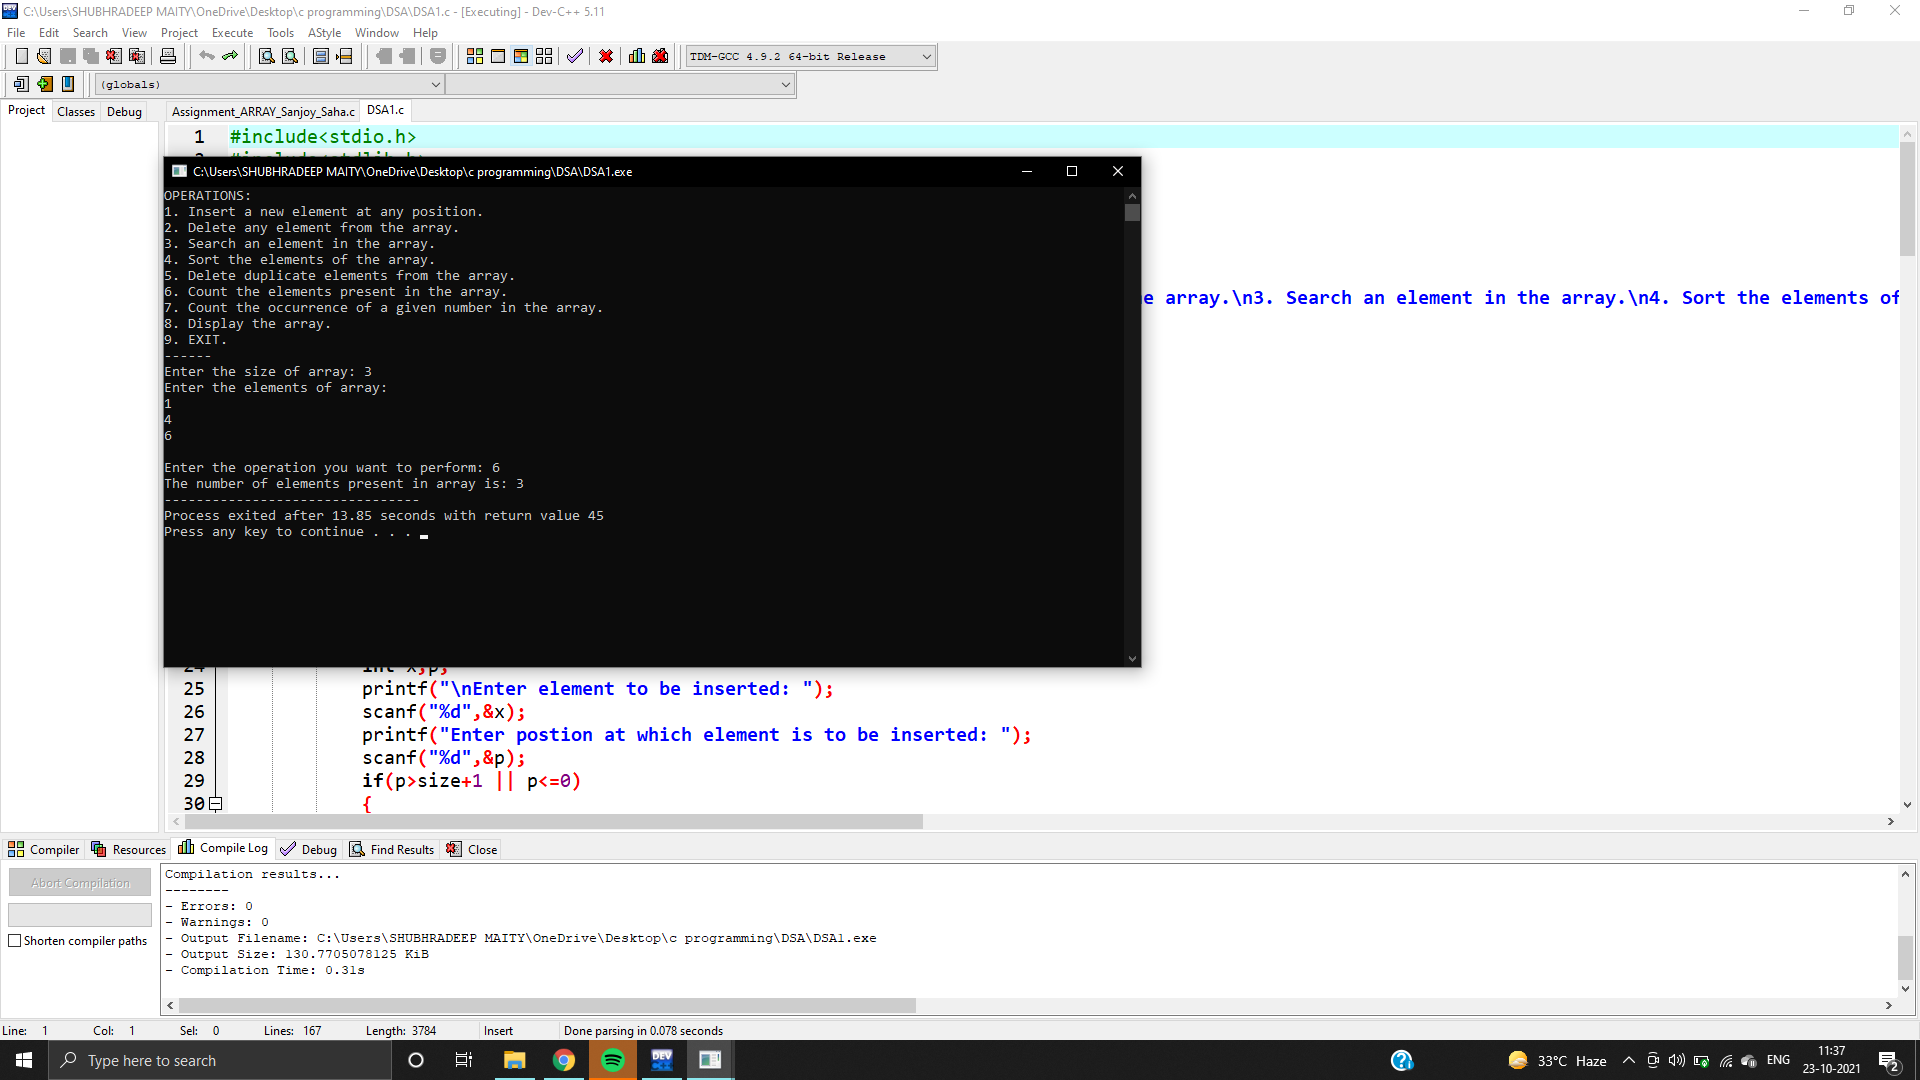 C:\Users\SHUBHRADEEP MAITY\OneDrive\Desktop\c programming\DSA\DSA1.c - [Executing] - Dev-C++ 5.11
File Edit Search View Project Execute Tools AStyle Window Help
TDM-GCC 4.9.2 64-bit Release
(globals)
Project Classes Debug Assignment_ARRAY_Sanjoy_Saha.c DSA1.c
1 #include<stdio.h>
C:\Users\SHUBHRADEEP MAITY\OneDrive\Desktop\c programming\DSA\DSA1.exe
OPERATIONS:
1. Insert a new element at any position.
2. Delete any element from the array.
3. Search an element in the array.
4. Sort the elements of the array.
5. Delete duplicate elements from the array.
6. Count the elements present in the array.
7. Count the occurrence of a given number in the array.
8. Display the array.
9. EXIT.
------
Enter the size of array: 3
Enter the elements of array:
1
4
6
Enter the operation you want to perform: 6
The number of elements present in array is: 3
--------------------------------
Process exited after 13.85 seconds with return value 45
Press any key to continue . . .
e array.\n3. Search an element in the array.\n4. Sort the elements of
24 int x,p;
25 printf("\nEnter element to be inserted: ");
26 scanf("%d",&x);
27 printf("Enter postion at which element is to be inserted: ");
28 scanf("%d",&p);
29 if(p>size+1 || p<=0)
30 {
Compiler Resources Compile Log Debug Find Results Close
Abort Compilation
Shorten compiler paths
Compilation results...
--------
- Errors: 0
- Warnings: 0
- Output Filename: C:\Users\SHUBHRADEEP MAITY\OneDrive\Desktop\c programming\DSA\DSA1.exe
- Output Size: 130.7705078125 KiB
- Compilation Time: 0.31s
Line: 1 Col: 1 Sel: 0 Lines: 167 Length: 3784 Insert Done parsing in 0.078 seconds
Type here to search
DEV
33°C Haze
ENG
11:37
23-10-2021
2